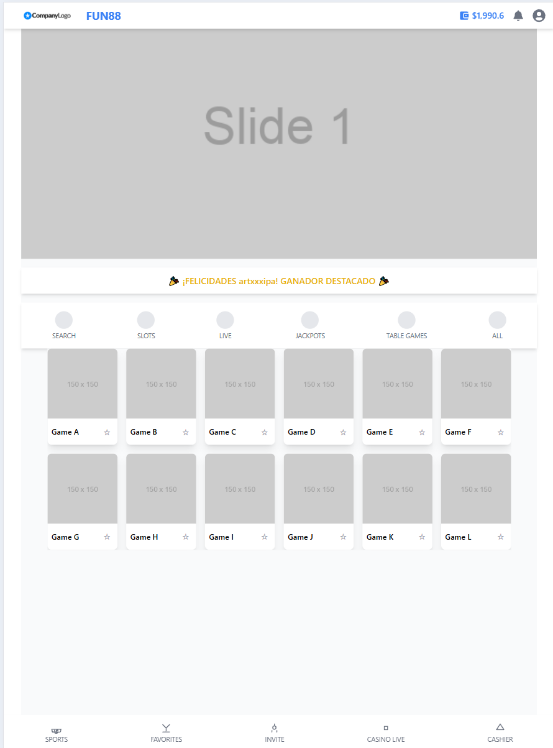 CompanyLogo FUN88 $1,990.6
Slide 1
¡FELICIDADES artxxxipa! GANADOR DESTACADO
SEARCH SLOTS LIVE JACKPOTS TABLE GAMES ALL
150 x 150 150 x 150 150 x 150 150 x 150 150 x 150 150 x 150
Game A Game B Game C Game D Game E Game F
150 x 150 150 x 150 150 x 150 150 x 150 150 x 150 150 x 150
Game G Game H Game I Game J Game K Game L
SPORTS FAVORITES INVITE CASINO LIVE CASHIER